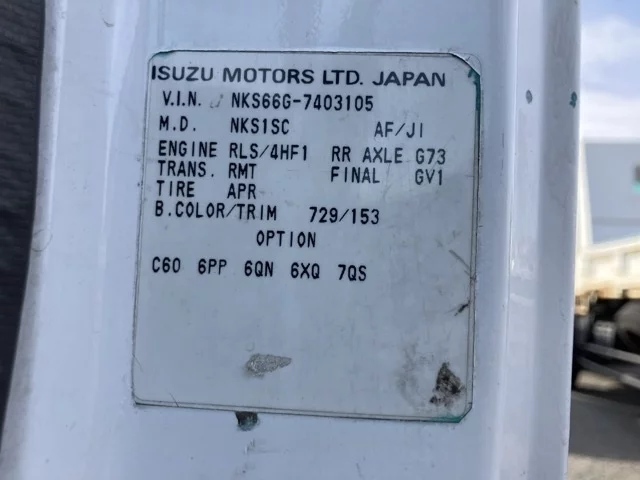 ISUZU MOTORS LTD. JAPAN
V.I.N. NKS66G-7403105
M.D. NKS1SC AF/JI
ENGINE RLS/4HF1 RR AXLE G73
TRANS. RMT FINAL GV1
TIRE APR
B.COLOR/TRIM 729/153
OPTION
C60 6PP 6QN 6XQ 7QS